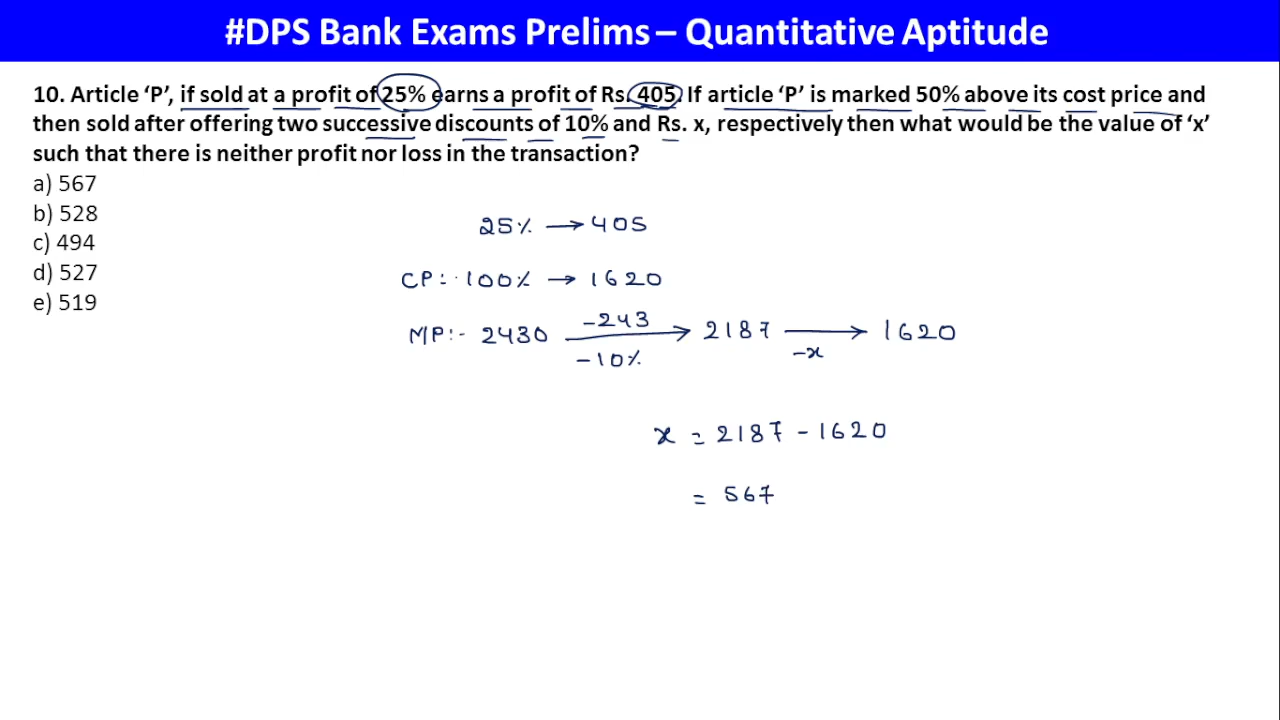 #DPS Bank Exams Prelims – Quantitative Aptitude
10. Article ‘P’, if sold at a profit of 25% earns a profit of Rs. 405. If article ‘P’ is marked 50% above its cost price and
then sold after offering two successive discounts of 10% and Rs. x, respectively then what would be the value of ‘x’
such that there is neither profit nor loss in the transaction?
a) 567
b) 528
c) 494
d) 527
e) 519
25% → 405
CP:- 100% → 1620
MP:- 2430 -243 -10% → 2187 → -x 1620
x = 2187 - 1620
= 567